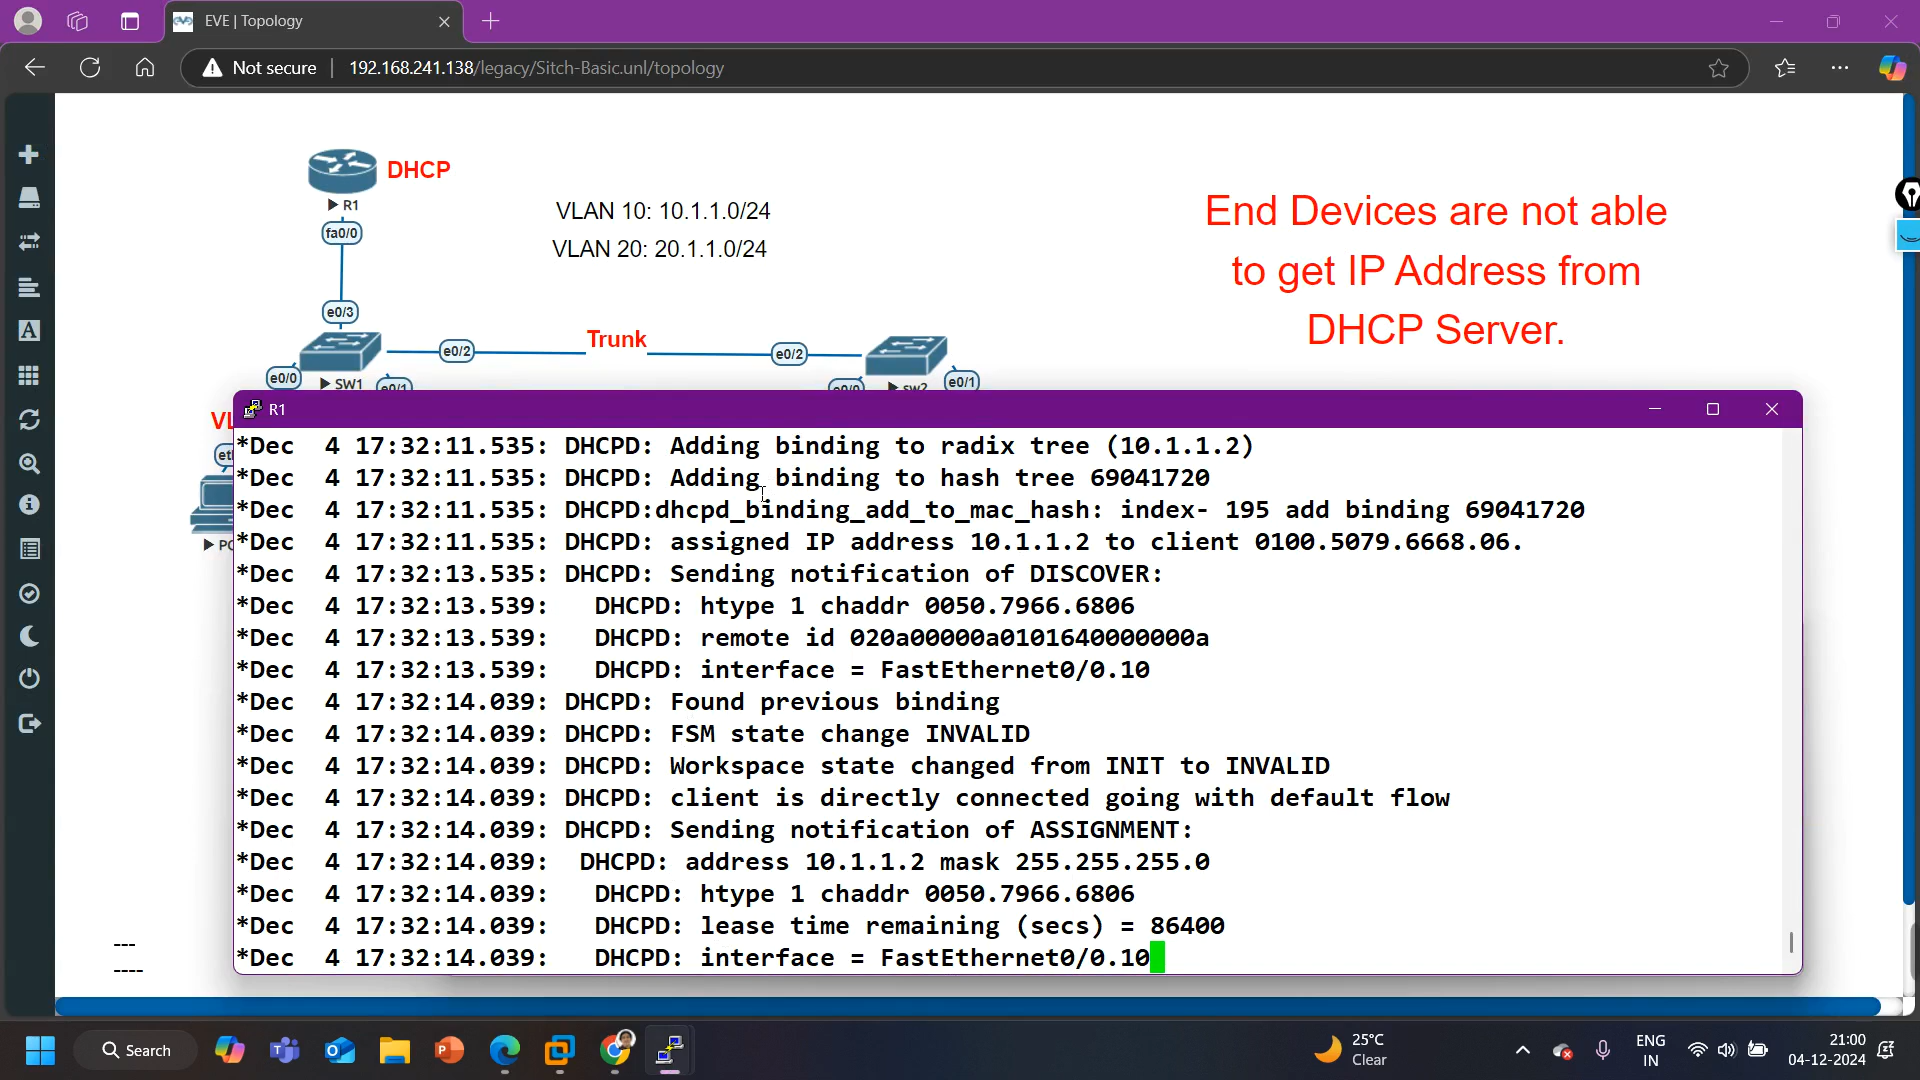 EVE | Topology
Not secure
192.168.241.138/legacy/Sitch-Basic.unl/topology
DHCP
R1
fa0/0
VLAN 10: 10.1.1.0/24
VLAN 20: 20.1.1.0/24
End Devices are not able
to get IP Address from
DHCP Server.
e0/3
Trunk
e0/2
e0/2
e0/0
SW1
e0/1
e0/0
sw2
e0/1
R1
*Dec  4 17:32:11.535: DHCPD: Adding binding to radix tree (10.1.1.2)
*Dec  4 17:32:11.535: DHCPD: Adding binding to hash tree 69041720
*Dec  4 17:32:11.535: DHCPD:dhcpd_binding_add_to_mac_hash: index- 195 add binding 69041720
*Dec  4 17:32:11.535: DHCPD: assigned IP address 10.1.1.2 to client 0100.5079.6668.06.
*Dec  4 17:32:13.535: DHCPD: Sending notification of DISCOVER:
*Dec  4 17:32:13.539:   DHCPD: htype 1 chaddr 0050.7966.6806
*Dec  4 17:32:13.539:   DHCPD: remote id 020a00000a0101640000000a
*Dec  4 17:32:13.539:   DHCPD: interface = FastEthernet0/0.10
*Dec  4 17:32:14.039: DHCPD: Found previous binding
*Dec  4 17:32:14.039: DHCPD: FSM state change INVALID
*Dec  4 17:32:14.039: DHCPD: Workspace state changed from INIT to INVALID
*Dec  4 17:32:14.039: DHCPD: client is directly connected going with default flow
*Dec  4 17:32:14.039: DHCPD: Sending notification of ASSIGNMENT:
*Dec  4 17:32:14.039:  DHCPD: address 10.1.1.2 mask 255.255.255.0
*Dec  4 17:32:14.039:   DHCPD: htype 1 chaddr 0050.7966.6806
*Dec  4 17:32:14.039:   DHCPD: lease time remaining (secs) = 86400
*Dec  4 17:32:14.039:   DHCPD: interface = FastEthernet0/0.10
VL
et
PC
---
----
Search
25°C
Clear
ENG
IN
21:00
04-12-2024